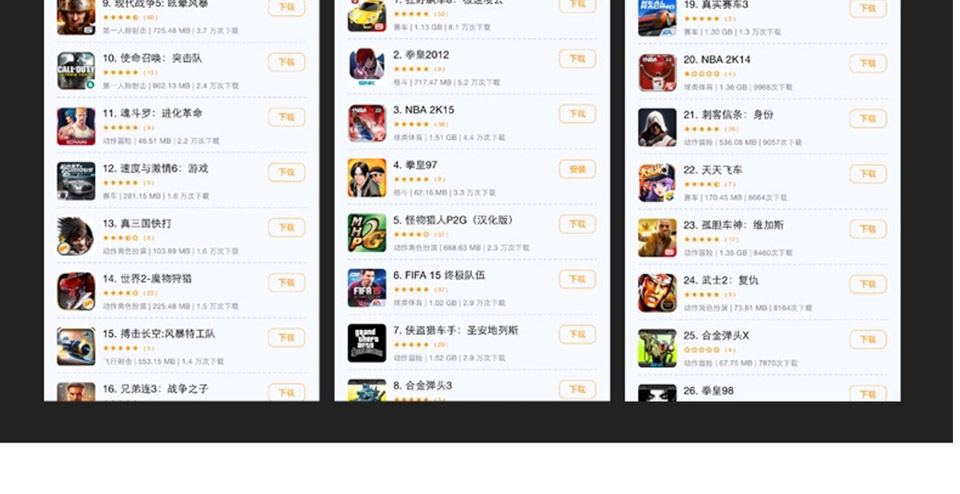 9. 现代战争5：眩晕风暴
下载
(80)
第一人称射击 | 725.48 MB | 3.7 万次下载
10. 使命召唤：突击队
下载
(13)
第一人称射击 | 902.13 MB | 2.4 万次下载
11. 魂斗罗：进化革命
下载
动作冒险 | 46.51 MB | 2.2 万次下载
12. 速度与激情6：游戏
下载
赛车 | 281.15 MB | 1.6 万次下载
13. 真三国快打
下载
动作角色扮演 | 103.89 MB | 1.6 万次下载
14. 世界2-魔物狩猎
下载
(23)
动作角色扮演 | 225.48 MB | 1.5 万次下载
15. 搏击长空:风暴特工队
下载
(3)
飞行射击 | 553.15 MB | 1.4 万次下载
16. 兄弟连3：战争之子
下载
下载
赛车 | 1.13 GB | 8.1 万次下载
2. 拳皇2012
下载
格斗 | 717.47 MB | 5.2 万次下载
3. NBA 2K15
下载
球类体育 | 1.51 GB | 4.4 万次下载
4. 拳皇97
安装
格斗 | 67.16 MB | 3.3 万次下载
5. 怪物猎人P2G（汉化版）
下载
(37)
动作角色扮演 | 668.63 MB | 2.3 万次下载
6. FIFA 15 终极队伍
下载
(37)
球类体育 | 1.02 GB | 2.9 万次下载
7. 侠盗猎车手：圣安地列斯
下载
动作冒险 | 1.52 GB | 2.9 万次下载
8. 合金弹头3
下载
19. 真实赛车3
下载
赛车 | 1.30 GB | 1.3 万次下载
20. NBA 2K14
下载
(4)
球类体育 | 1.36 GB | 9968次下载
21. 刺客信条：身份
下载
动作冒险 | 536.08 MB | 9057次下载
22. 天天飞车
下载
(7)
赛车 | 170.45 MB | 8664次下载
23. 孤胆车神：维加斯
下载
动作冒险 | 1.35 GB | 8460次下载
24. 武士2：复仇
下载
动作角色扮演 | 73.81 MB | 8164次下载
25. 合金弹头X
下载
(4)
动作冒险 | 67.75 MB | 7870次下载
26. 拳皇98
下载